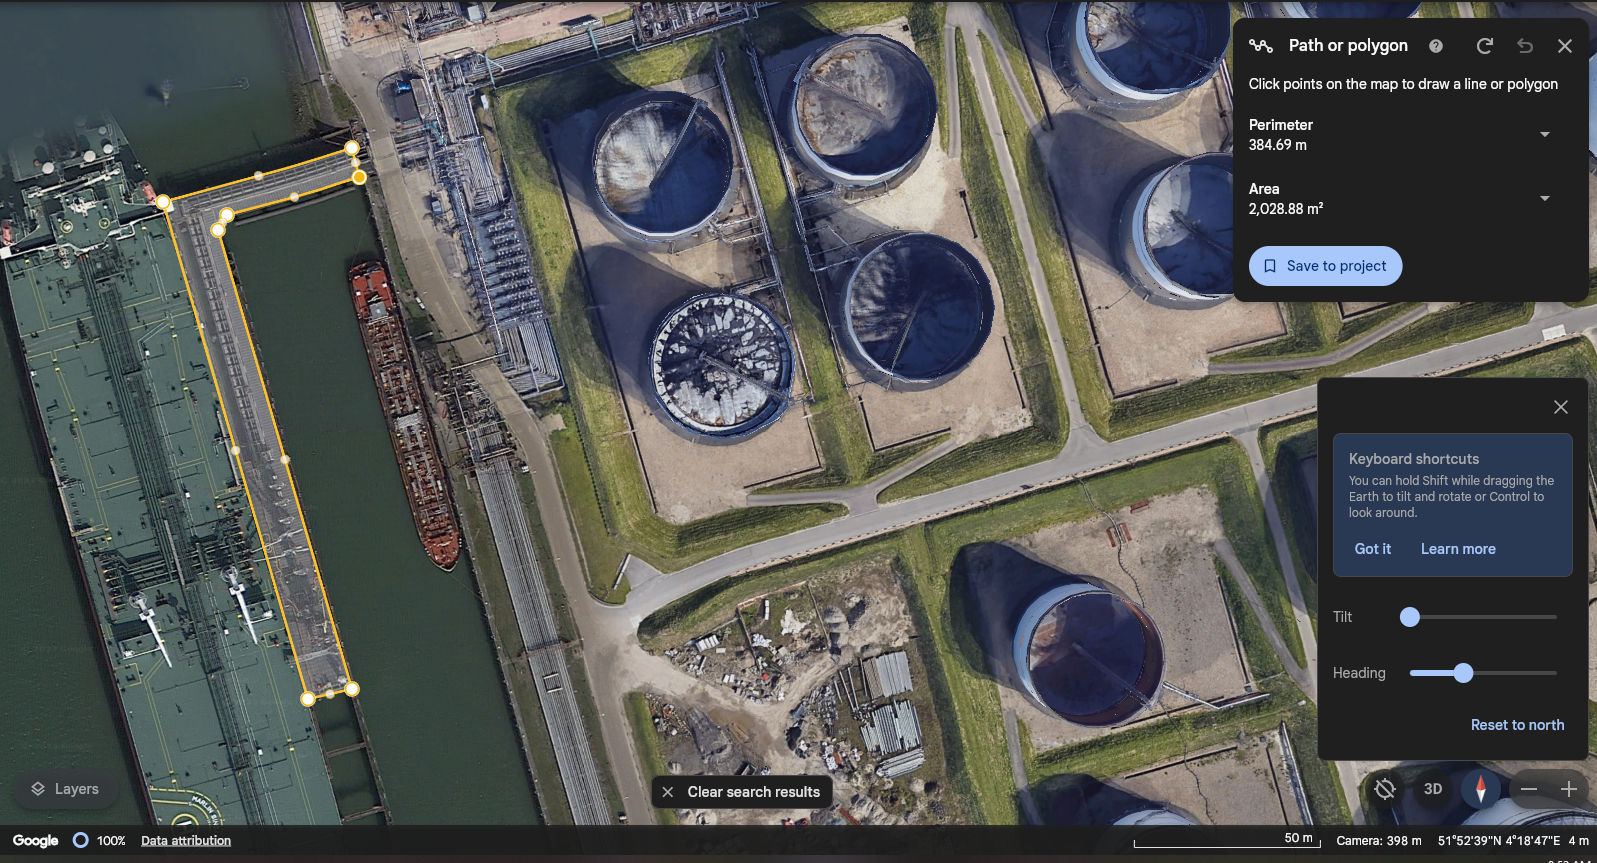 Path or polygon
Click points on the map to draw a line or polygon
Perimeter
384.69 m
Area
2,028.88 m²
Save to project
Keyboard shortcuts
You can hold Shift while dragging the
Earth to tilt and rotate or Control to
look around.
Got it
Learn more
Tilt
Heading
Reset to north
Layers
Clear search results
3D
Google
100%
Data attribution
50 m
Camera: 398 m
51°52'39"N 4°18'47"E
4 m